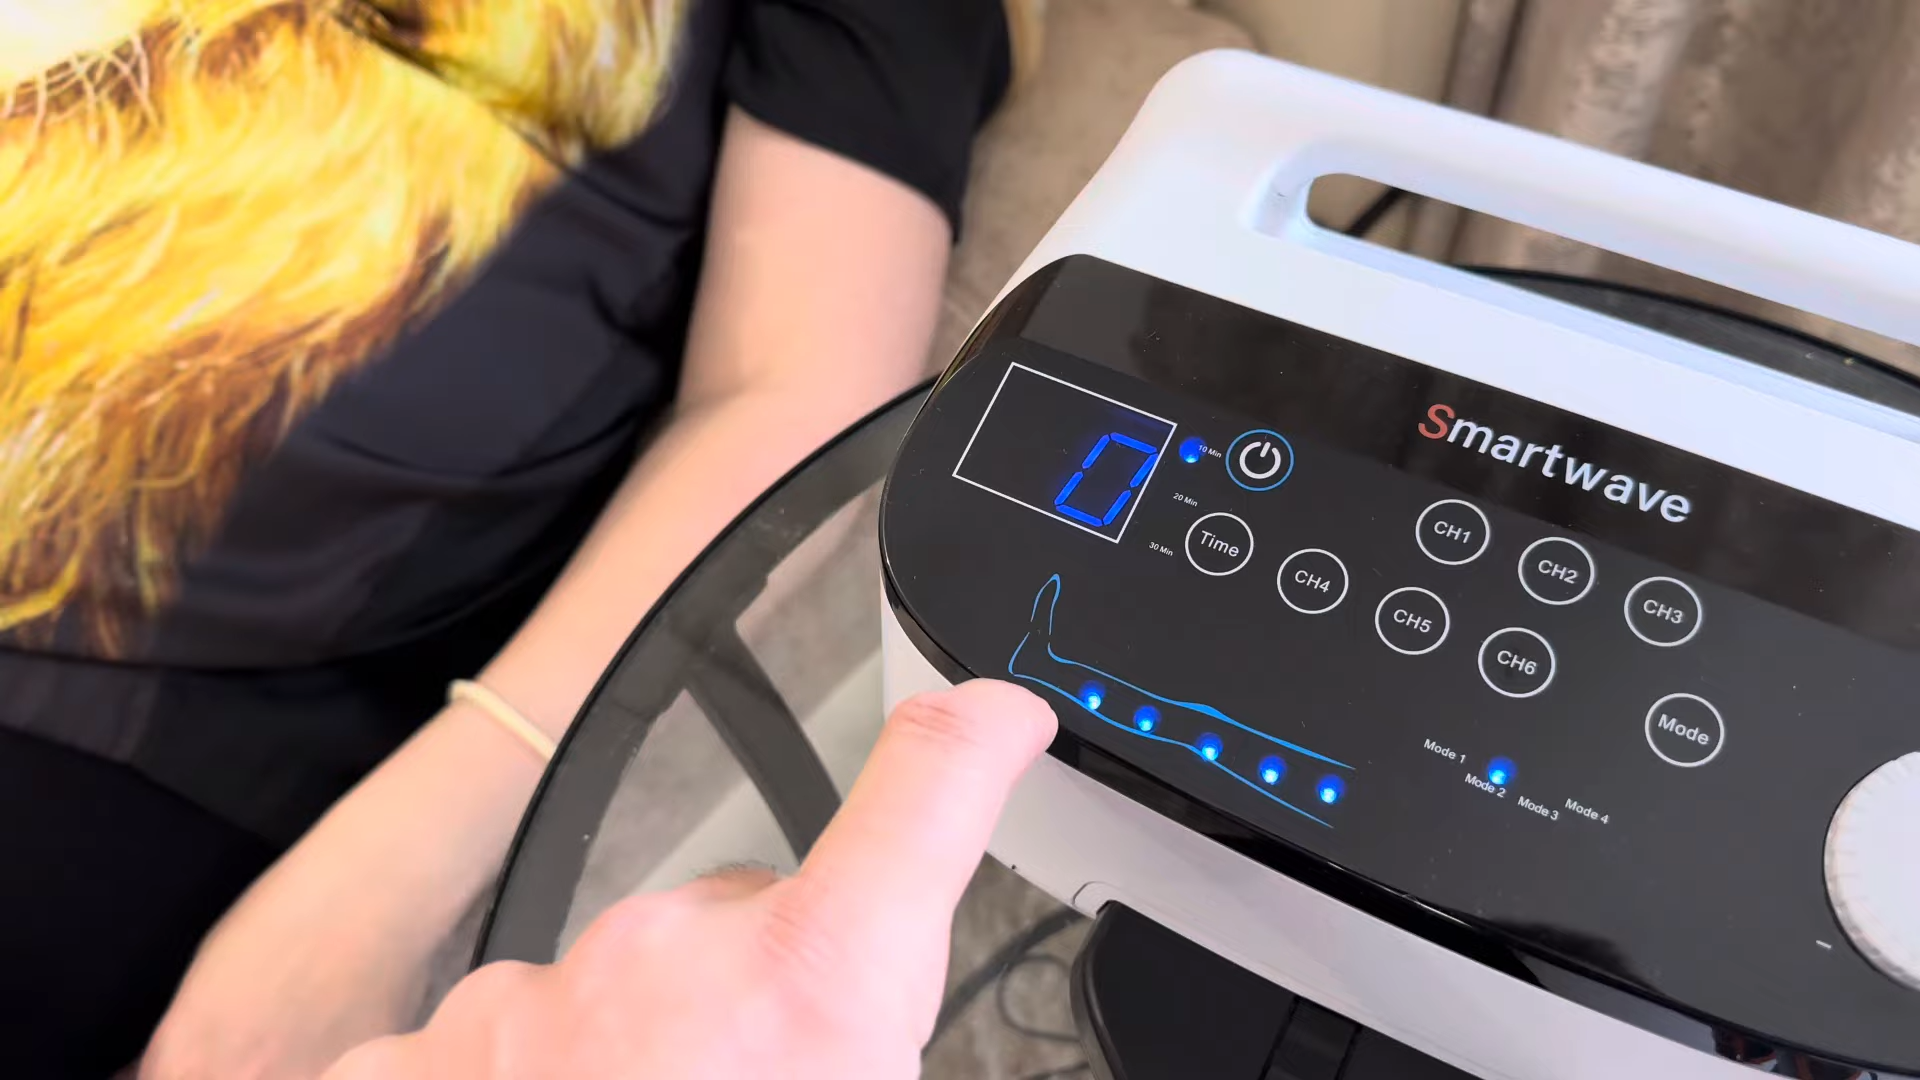 Smartwave
0
10 Min
20 Min
30 Min
Time
CH1
CH2
CH3
CH4
CH5
CH6
Mode
Mode 1
Mode 2
Mode 3
Mode 4